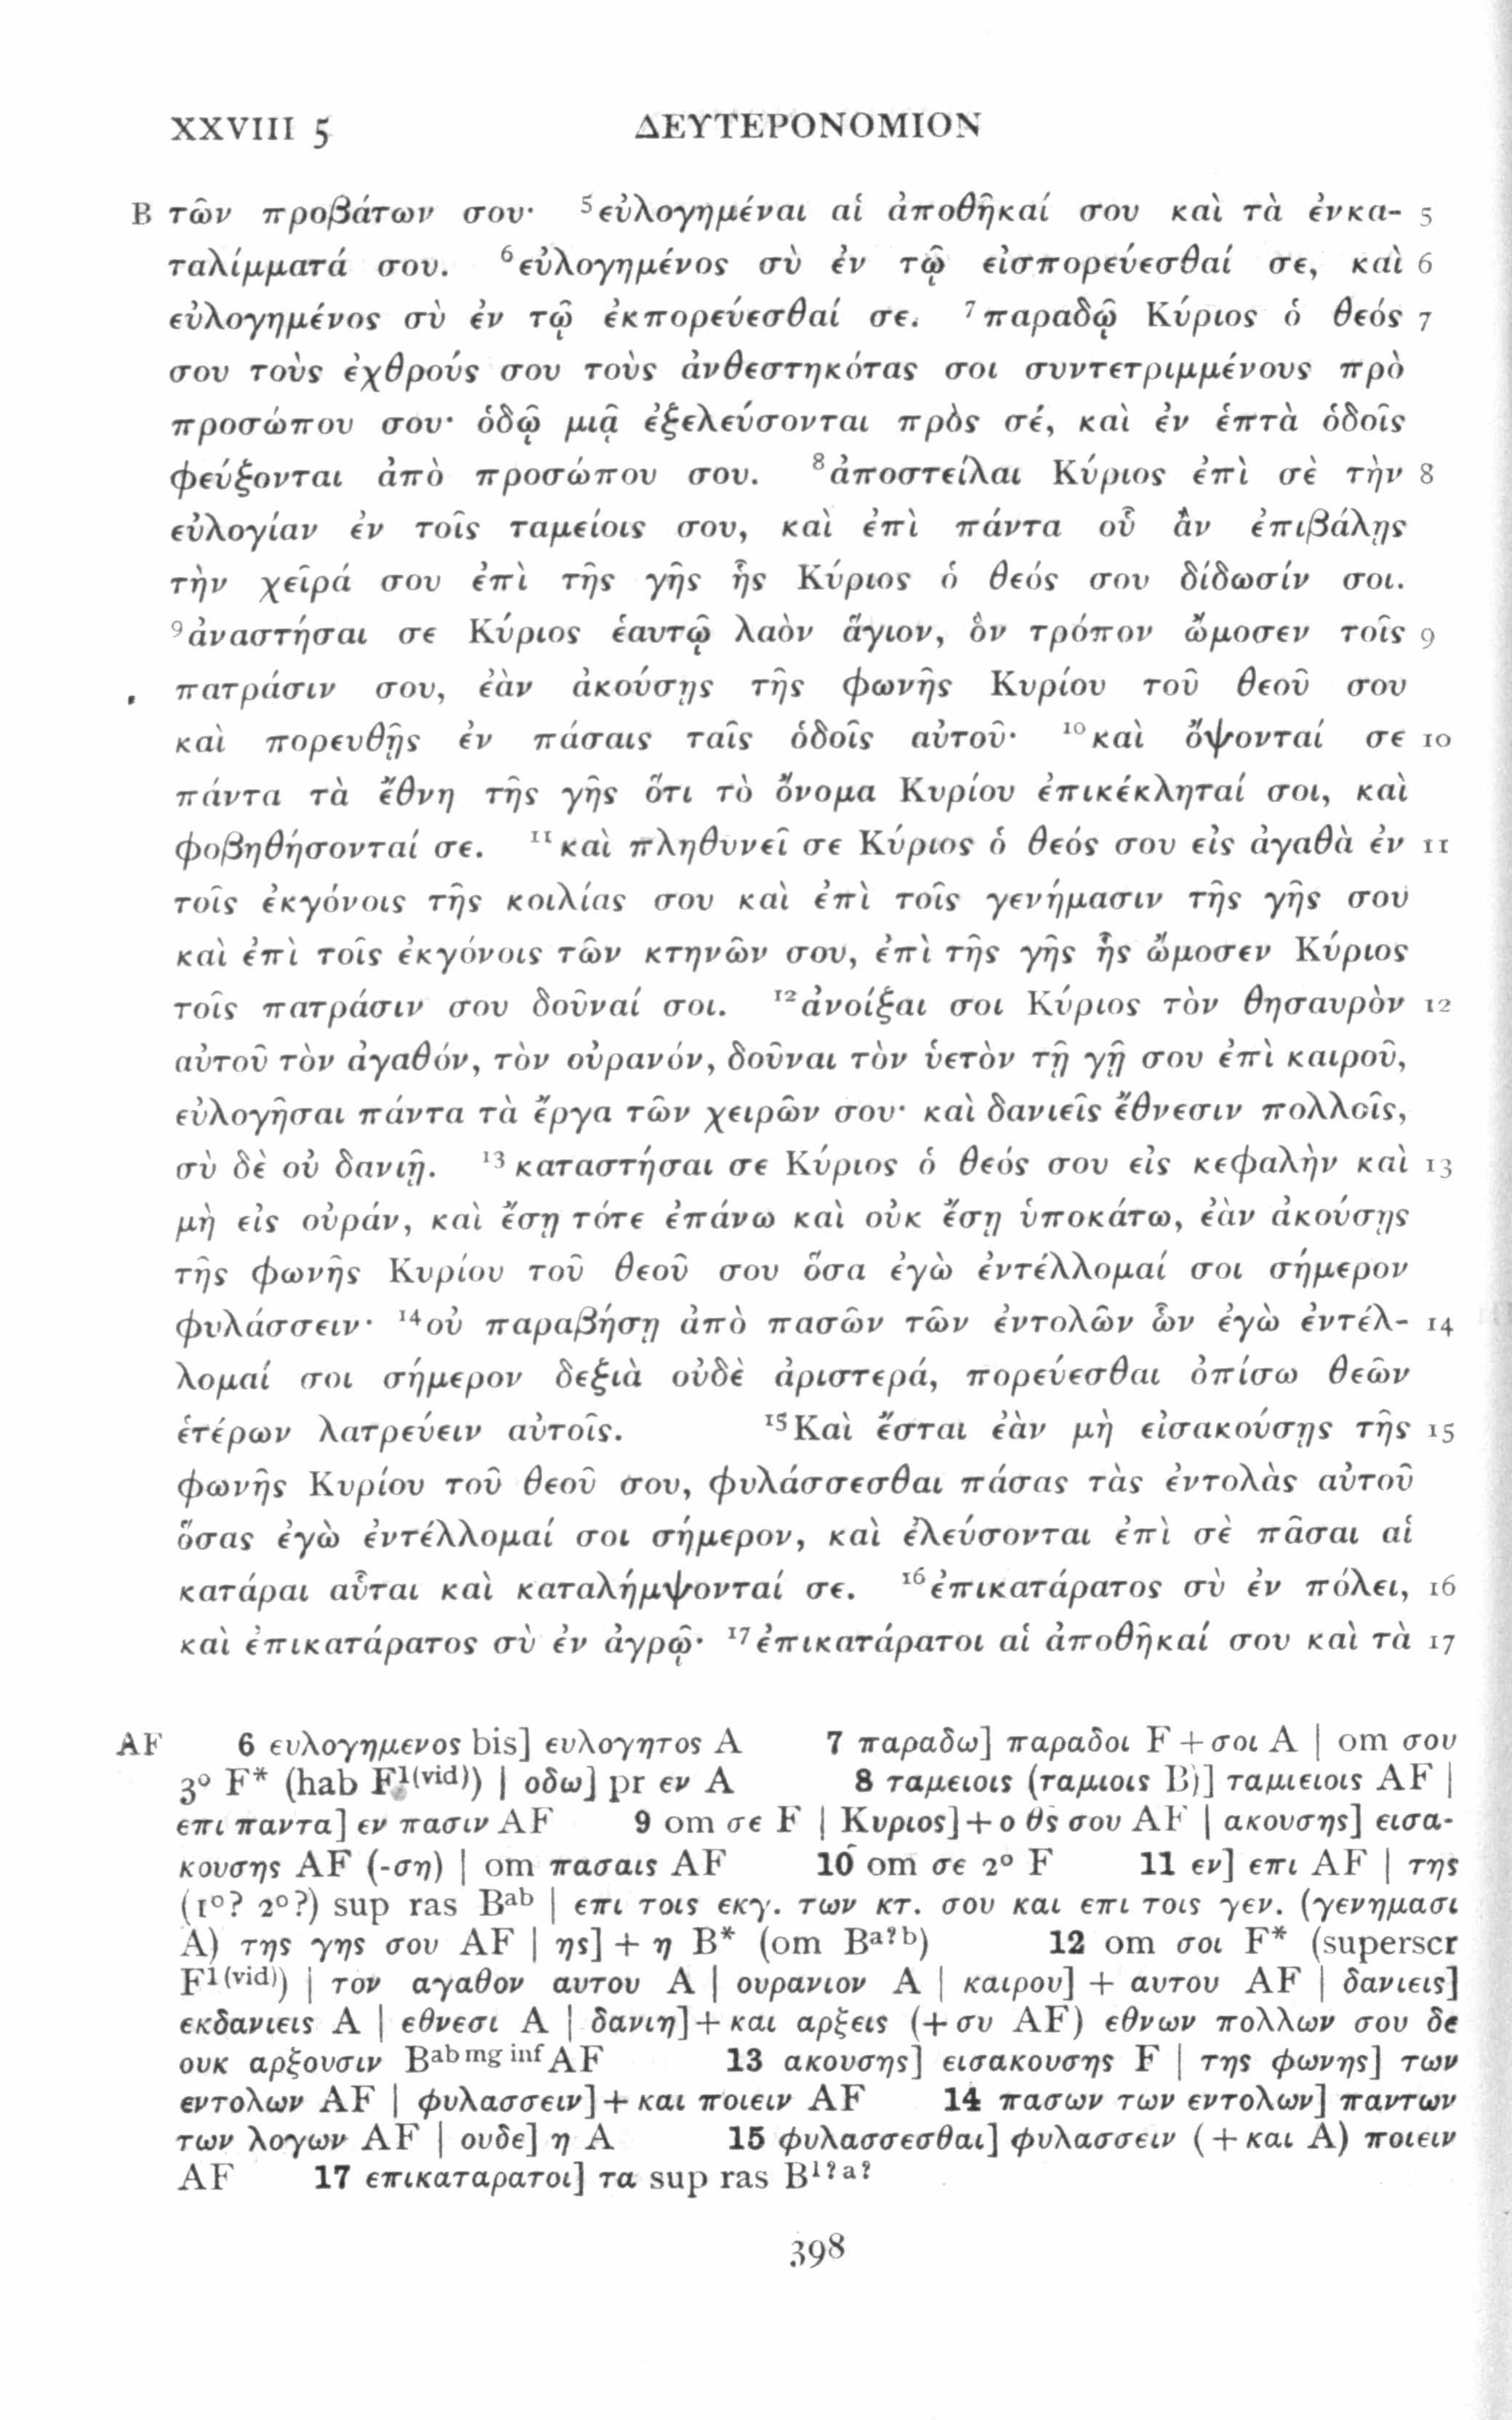 XXVIII 5 ΔΕΥΤΕΡΟΝΟΜΙΟΝ
B τῶν προβάτων σου· ⁵εὐλογημέναι αἱ ἀποθῆκαί σου καὶ τὰ ἐνκα- 5
ταλίμματά σου. ⁶εὐλογημένος σὺ ἐν τῷ εἰσπορεύεσθαί σε, καὶ 6
εὐλογημένος σὺ ἐν τῷ ἐκπορεύεσθαί σε. ⁷παραδῷ Κύριος ὁ θεός 7
σου τοὺς ἐχθρούς σου τοὺς ἀνθεστηκότας σοι συντετριμμένους πρὸ
προσώπου σου· ὁδῷ μιᾷ ἐξελεύσονται πρὸς σέ, καὶ ἐν ἑπτὰ ὁδοῖς
φεύξονται ἀπὸ προσώπου σου. ⁸ἀποστείλαι Κύριος ἐπὶ σὲ τὴν 8
εὐλογίαν ἐν τοῖς ταμείοις σου, καὶ ἐπὶ πάντα οὗ ἂν ἐπιβάλῃς
τὴν χεῖρά σου ἐπὶ τῆς γῆς ἧς Κύριος ὁ θεός σου δίδωσίν σοι.
⁹ἀναστήσαι σε Κύριος ἑαυτῷ λαὸν ἅγιον, ὃν τρόπον ὤμοσεν τοῖς 9
πατράσιν σου, ἐὰν ἀκούσῃς τῆς φωνῆς Κυρίου τοῦ θεοῦ σου
καὶ πορευθῇς ἐν πάσαις ταῖς ὁδοῖς αὐτοῦ· ¹⁰καὶ ὄψονταί σε 10
πάντα τὰ ἔθνη τῆς γῆς ὅτι τὸ ὄνομα Κυρίου ἐπικέκληταί σοι, καὶ
φοβηθήσονταί σε. ¹¹καὶ πληθυνεῖ σε Κύριος ὁ θεός σου εἰς ἀγαθὰ ἐν 11
τοῖς ἐκγόνοις τῆς κοιλίας σου καὶ ἐπὶ τοῖς γενήμασιν τῆς γῆς σου
καὶ ἐπὶ τοῖς ἐκγόνοις τῶν κτηνῶν σου, ἐπὶ τῆς γῆς ἧς ὤμοσεν Κύριος
τοῖς πατράσιν σου δοῦναί σοι. ¹²ἀνοίξαι σοι Κύριος τὸν θησαυρὸν 12
αὐτοῦ τὸν ἀγαθόν, τὸν οὐρανόν, δοῦναι τὸν ὑετὸν τῇ γῇ σου ἐπὶ καιροῦ,
εὐλογῆσαι πάντα τὰ ἔργα τῶν χειρῶν σου· καὶ δανιεῖς ἔθνεσιν πολλοῖς,
σὺ δὲ οὐ δανιῇ. ¹³καταστήσαι σε Κύριος ὁ θεός σου εἰς κεφαλὴν καὶ 13
μὴ εἰς οὐράν, καὶ ἔσῃ τότε ἐπάνω καὶ οὐκ ἔσῃ ὑποκάτω, ἐὰν ἀκούσῃς
τῆς φωνῆς Κυρίου τοῦ θεοῦ σου ὅσα ἐγὼ ἐντέλλομαί σοι σήμερον
φυλάσσειν· ¹⁴οὐ παραβήσῃ ἀπὸ πασῶν τῶν ἐντολῶν ὧν ἐγὼ ἐντέλ- 14
λομαί σοι σήμερον δεξιὰ οὐδὲ ἀριστερά, πορεύεσθαι ὀπίσω θεῶν
ἑτέρων λατρεύειν αὐτοῖς. ¹⁵Καὶ ἔσται ἐὰν μὴ εἰσακούσῃς τῆς 15
φωνῆς Κυρίου τοῦ θεοῦ σου, φυλάσσεσθαι πάσας τὰς ἐντολὰς αὐτοῦ
ὅσας ἐγὼ ἐντέλλομαί σοι σήμερον, καὶ ἐλεύσονται ἐπὶ σὲ πᾶσαι αἱ
κατάραι αὗται καὶ καταλήμψονταί σε. ¹⁶ἐπικατάρατος σὺ ἐν πόλει, 16
καὶ ἐπικατάρατος σὺ ἐν ἀγρῷ· ¹⁷ἐπικατάρατοι αἱ ἀποθῆκαί σου καὶ τὰ 17
AF 6 ευλογημενος bis] ευλογητος A 7 παραδω] παραδοι F + σοι A | om σου
3º F* (hab F¹⁽ᵛⁱᵈ⁾) | οδω] pr εν A 8 ταμειοις (ταμιοις B)] ταμιειοις AF |
επι παντα] εν πασιν AF 9 om σε F | Κυριος] + ο θς̄ σου AF | ακουσης] εισα-
κουσης AF (-ση) | om πασαις AF 10 om σε 2º F 11 εν] επι AF | της
(1º? 2º?) sup ras Bᵃᵇ | επι τοις εκγ. των κτ. σου και επι τοις γεν. (γενημασι
A) της γης σου AF | ης] + η B* (om Bᵃ?ᵇ) 12 om σοι F* (superscr
F¹⁽ᵛⁱᵈ⁾) | τον αγαθον αυτου A | ουρανιον A | καιρου] + αυτου AF | δανιεις]
εκδανιεις A | εθνεσι A | δανιη] + και αρξεις (+ συ AF) εθνων πολλων σου δε
ουκ αρξουσιν Bᵃᵇ ᵐᵍ ⁱⁿᶠ AF 13 ακουσης] εισακουσης F | της φωνης] των
εντολων AF | φυλασσειν] + και ποιειν AF 14 πασων των εντολων] παντων
των λογων AF | ουδε] η A 15 φυλασσεσθαι] φυλασσειν (+ και A) ποιειν
AF 17 επικαταρατοι] τα sup ras B¹?ᵃ?
398